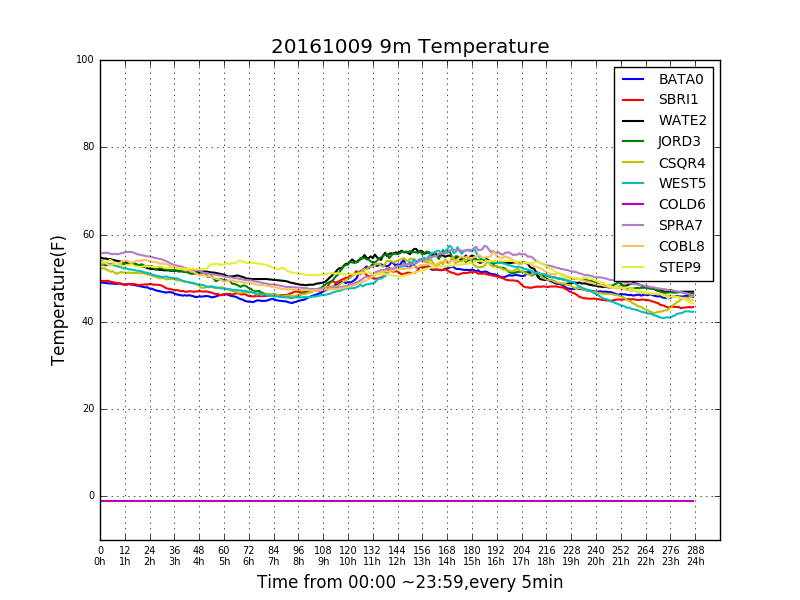 20161009 9m Temperature
Temperature(F)
100
80
60
40
20
0
BATA0
SBRI1
WATE2
JORD3
CSQR4
WEST5
COLD6
SPRA7
COBL8
STEP9
0 12 24 36 48 60 72 84 96 108 120 132 144 156 168 180 192 204 216 228 240 252 264 276 288
0h 1h 2h 3h 4h 5h 6h 7h 8h 9h 10h 11h 12h 13h 14h 15h 16h 17h 18h 19h 20h 21h 22h 23h 24h
Time from 00:00 ~23:59,every 5min